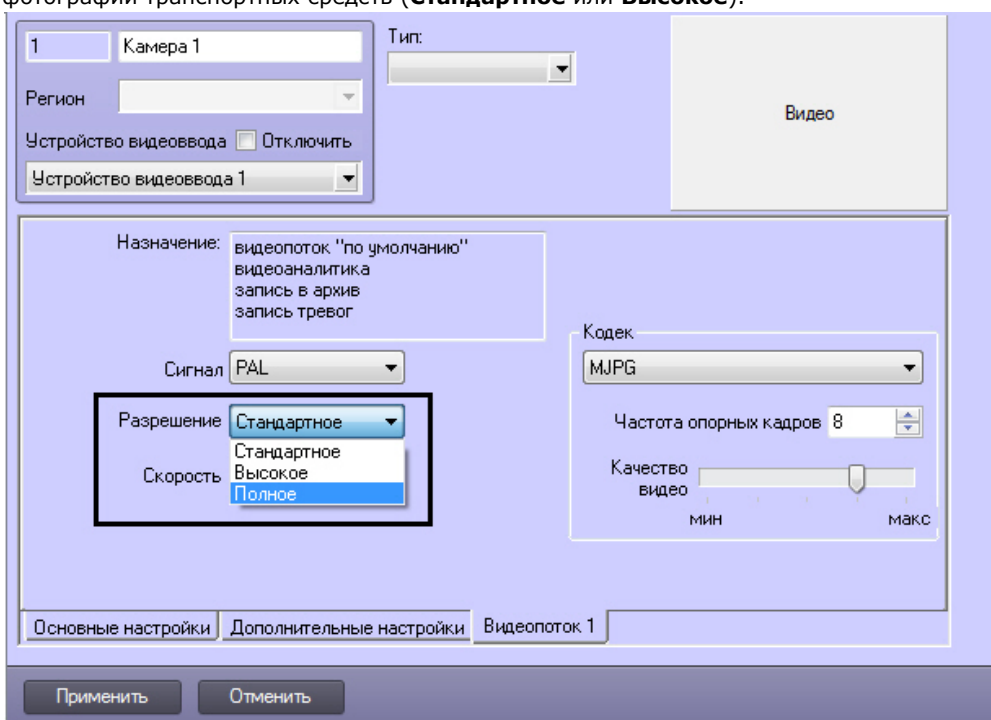 фотографии транспортных средств (Стандартное или Высокое).
1 Камера 1
Тип:
Регион
Видео
Устройство видеоввода Отключить
Устройство видеоввода 1
Назначение:
видеопоток "по умолчанию"
видеоаналитика
запись в архив
запись тревог
Кодек
Сигнал PAL
MJPG
Разрешение Стандартное
Частота опорных кадров 8
Стандартное
Скорость Высокое
Полное
Качество
видео
мин макс
Основные настройки Дополнительные настройки Видеопоток 1
Применить Отменить